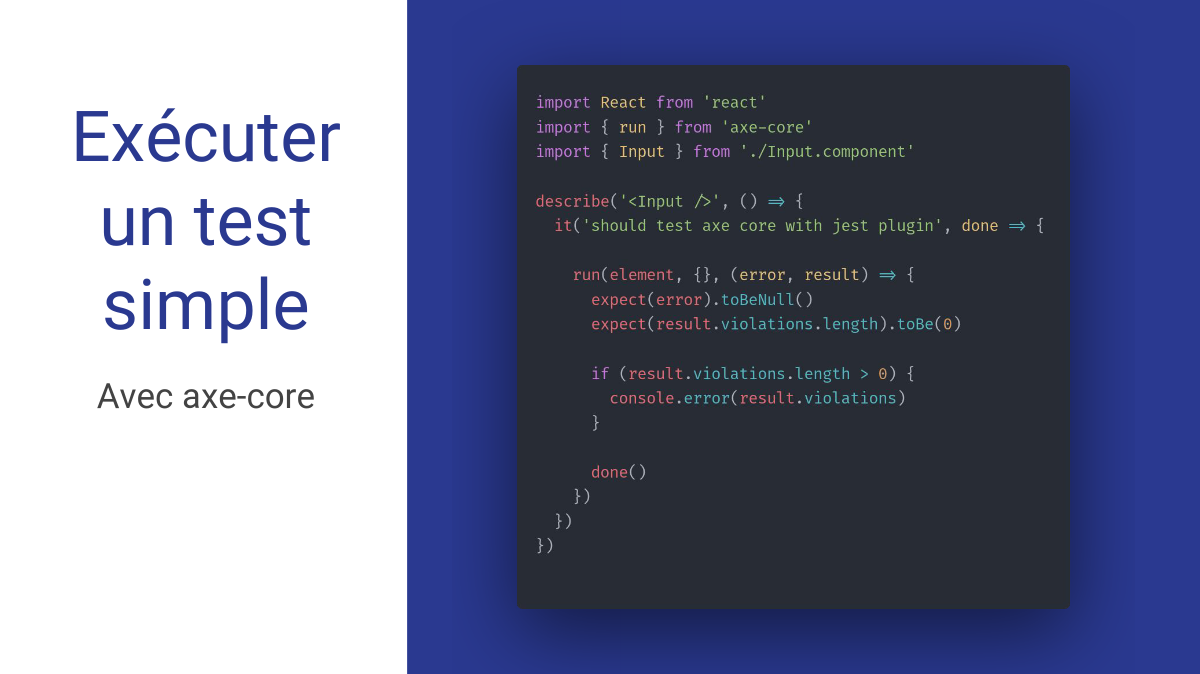 Exécuter
un test
simple
Avec axe-core
import React from 'react'
import { run } from 'axe-core'
import { Input } from './Input.component'
describe('<Input />', () => {
it('should test axe core with jest plugin', done => {
run(element, {}, (error, result) => {
expect(error).toBeNull()
expect(result.violations.length).toBe(0)
if (result.violations.length > 0) {
console.error(result.violations)
}
done()
})
})
})